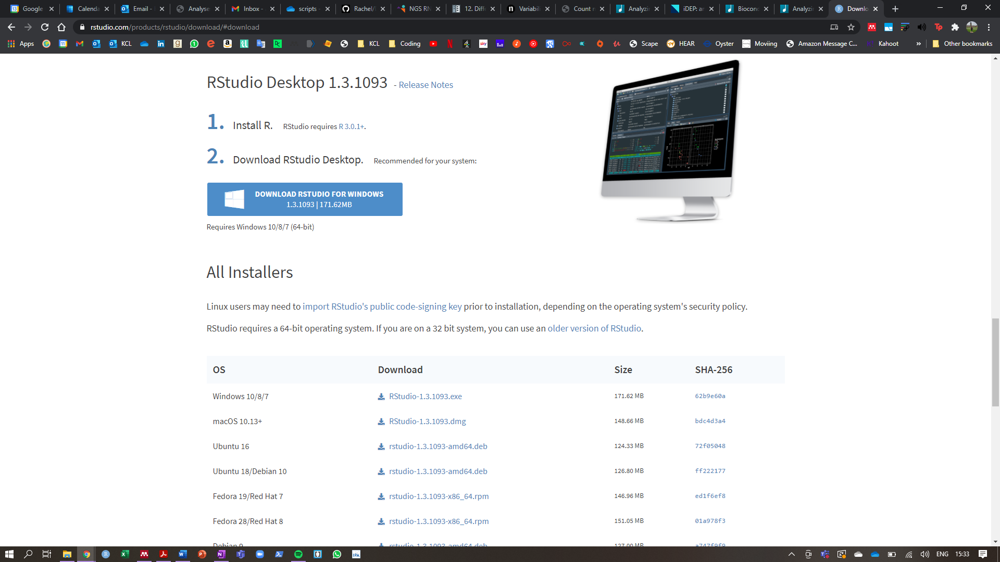 Google
Calenda
Email -
Analyse
Inbox -
scripts -
Rachel/
NGS RN
12. Diff
Variabil
Count n
Analyzi
iDEP: an
Biocond
Analyzin
Downlo
rstudio.com/products/rstudio/download/#download
Apps
KCL
KCL
Coding
Scape
HEAR
Oyster
Moviing
Amazon Message C...
Kahoot
»
Other bookmarks
RStudio Desktop 1.3.1093 - Release Notes
1. Install R. RStudio requires R 3.0.1+.
2. Download RStudio Desktop. Recommended for your system:
DOWNLOAD RSTUDIO FOR WINDOWS
1.3.1093 | 171.62MB
Requires Windows 10/8/7 (64-bit)
All Installers
Linux users may need to import RStudio's public code-signing key prior to installation, depending on the operating system's security policy.
RStudio requires a 64-bit operating system. If you are on a 32 bit system, you can use an older version of RStudio.
OS Download Size SHA-256
Windows 10/8/7 RStudio-1.3.1093.exe 171.62 MB 62b9e60a
macOS 10.13+ RStudio-1.3.1093.dmg 148.66 MB bdc4d3a4
Ubuntu 16 rstudio-1.3.1093-amd64.deb 124.33 MB 72f05048
Ubuntu 18/Debian 10 rstudio-1.3.1093-amd64.deb 126.80 MB ff222177
Fedora 19/Red Hat 7 rstudio-1.3.1093-x86_64.rpm 146.96 MB ed1f6ef8
Fedora 28/Red Hat 8 rstudio-1.3.1093-x86_64.rpm 151.05 MB 01a978f3
Debian 9 rstudio-1.3.1093-amd64.deb 127.00 MB a747f9f9
ENG 15:33